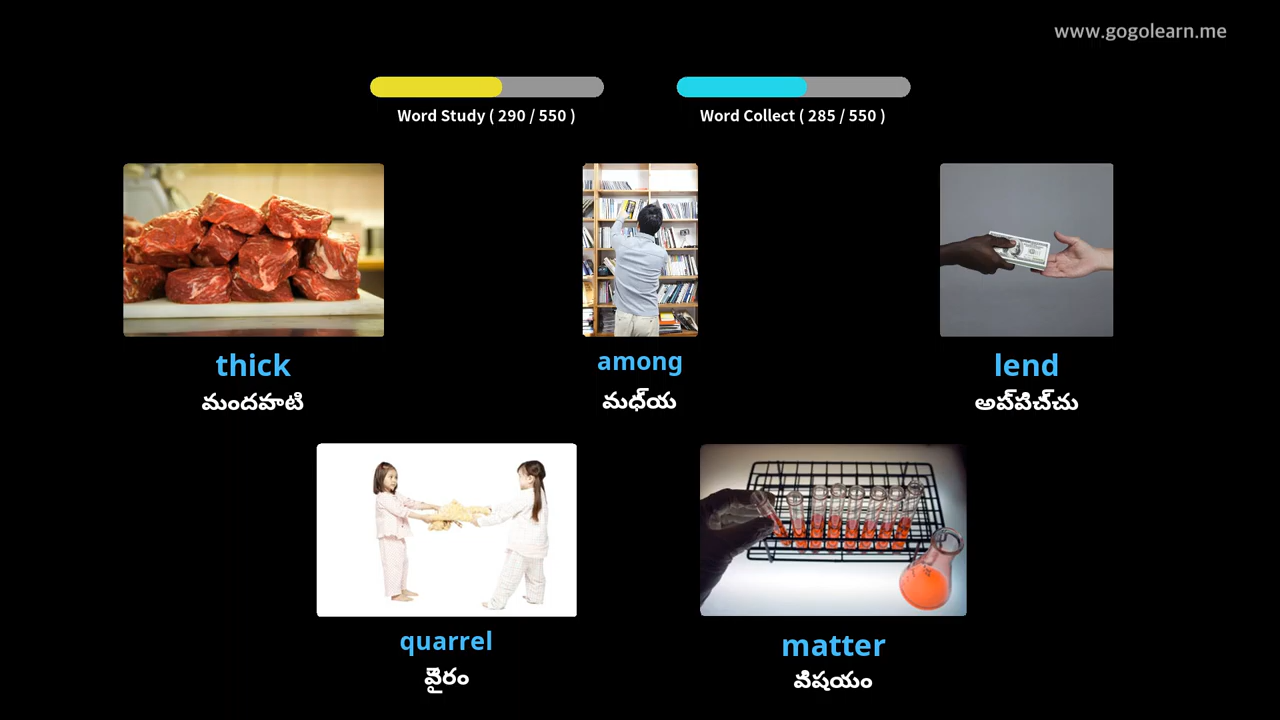 www.gogolearn.me
Word Study ( 290 / 550 )
Word Collect ( 285 / 550 )
thick
మందపాటి
among
మధ్య
lend
అప్పిచ్చు
quarrel
వైరం
matter
విషయం